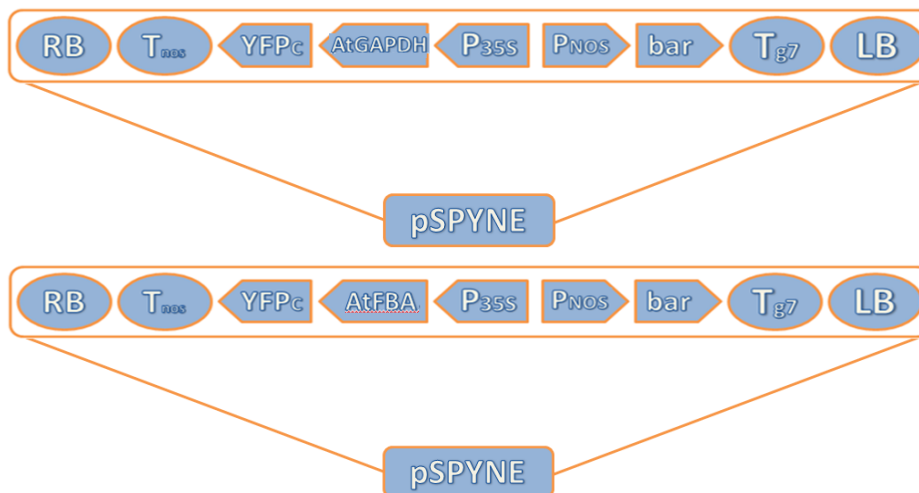 RB Tnos YFPC AtGAPDH P35S PNOS bar Tg7 LB
pSPYNE
RB Tnos YFPC AtFBA P35S PNOS bar Tg7 LB
pSPYNE